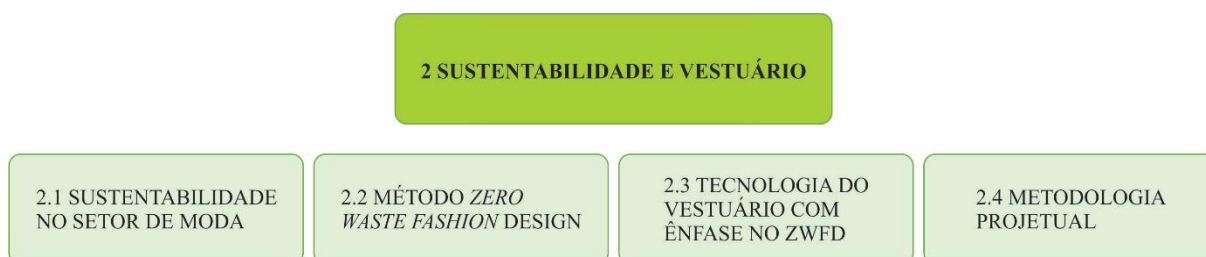 2 SUSTENTABILIDADE E VESTUÁRIO
2.1 SUSTENTABILIDADE
NO SETOR DE MODA
2.2 MÉTODO ZERO
WASTE FASHION DESIGN
2.3 TECNOLOGIA DO
VESTUÁRIO COM
ÊNFASE NO ZWFD
2.4 METODOLOGIA
PROJETUAL